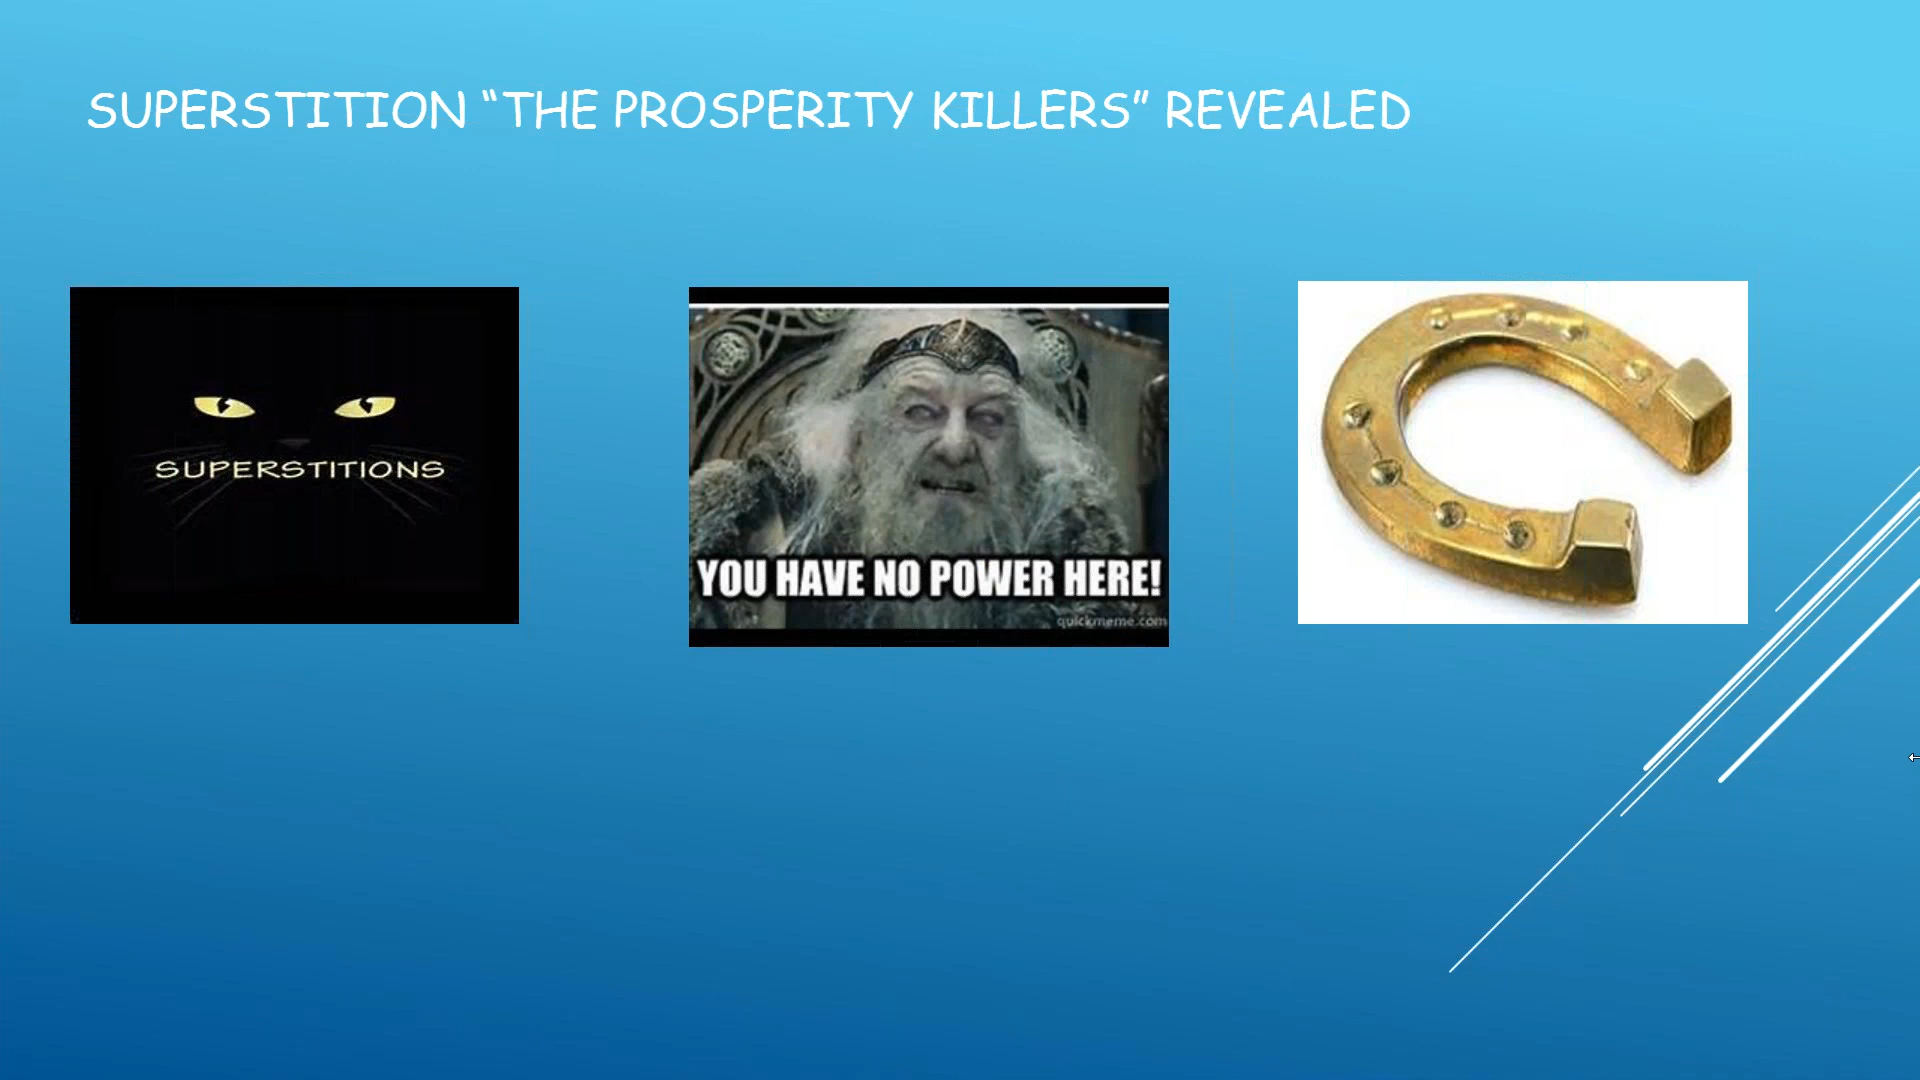 SUPERSTITION “THE PROSPERITY KILLERS” REVEALED
SUPERSTITIONS
YOU HAVE NO POWER HERE!
quickmeme.com